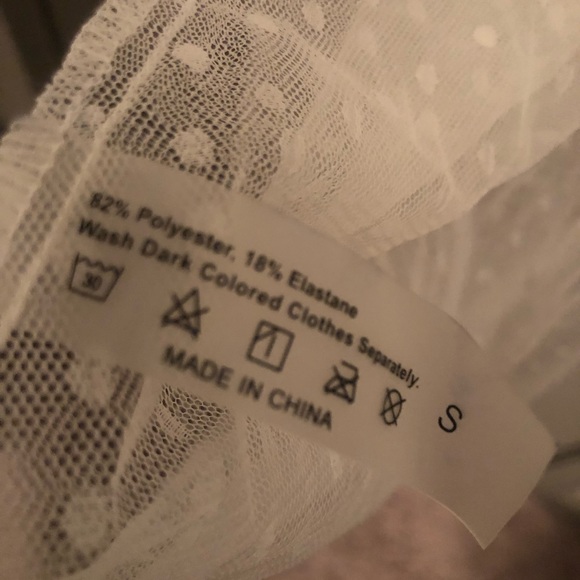 82% Polyester, 18% Elastane
Wash Dark Colored Clothes Separately.
30
MADE IN CHINA
S